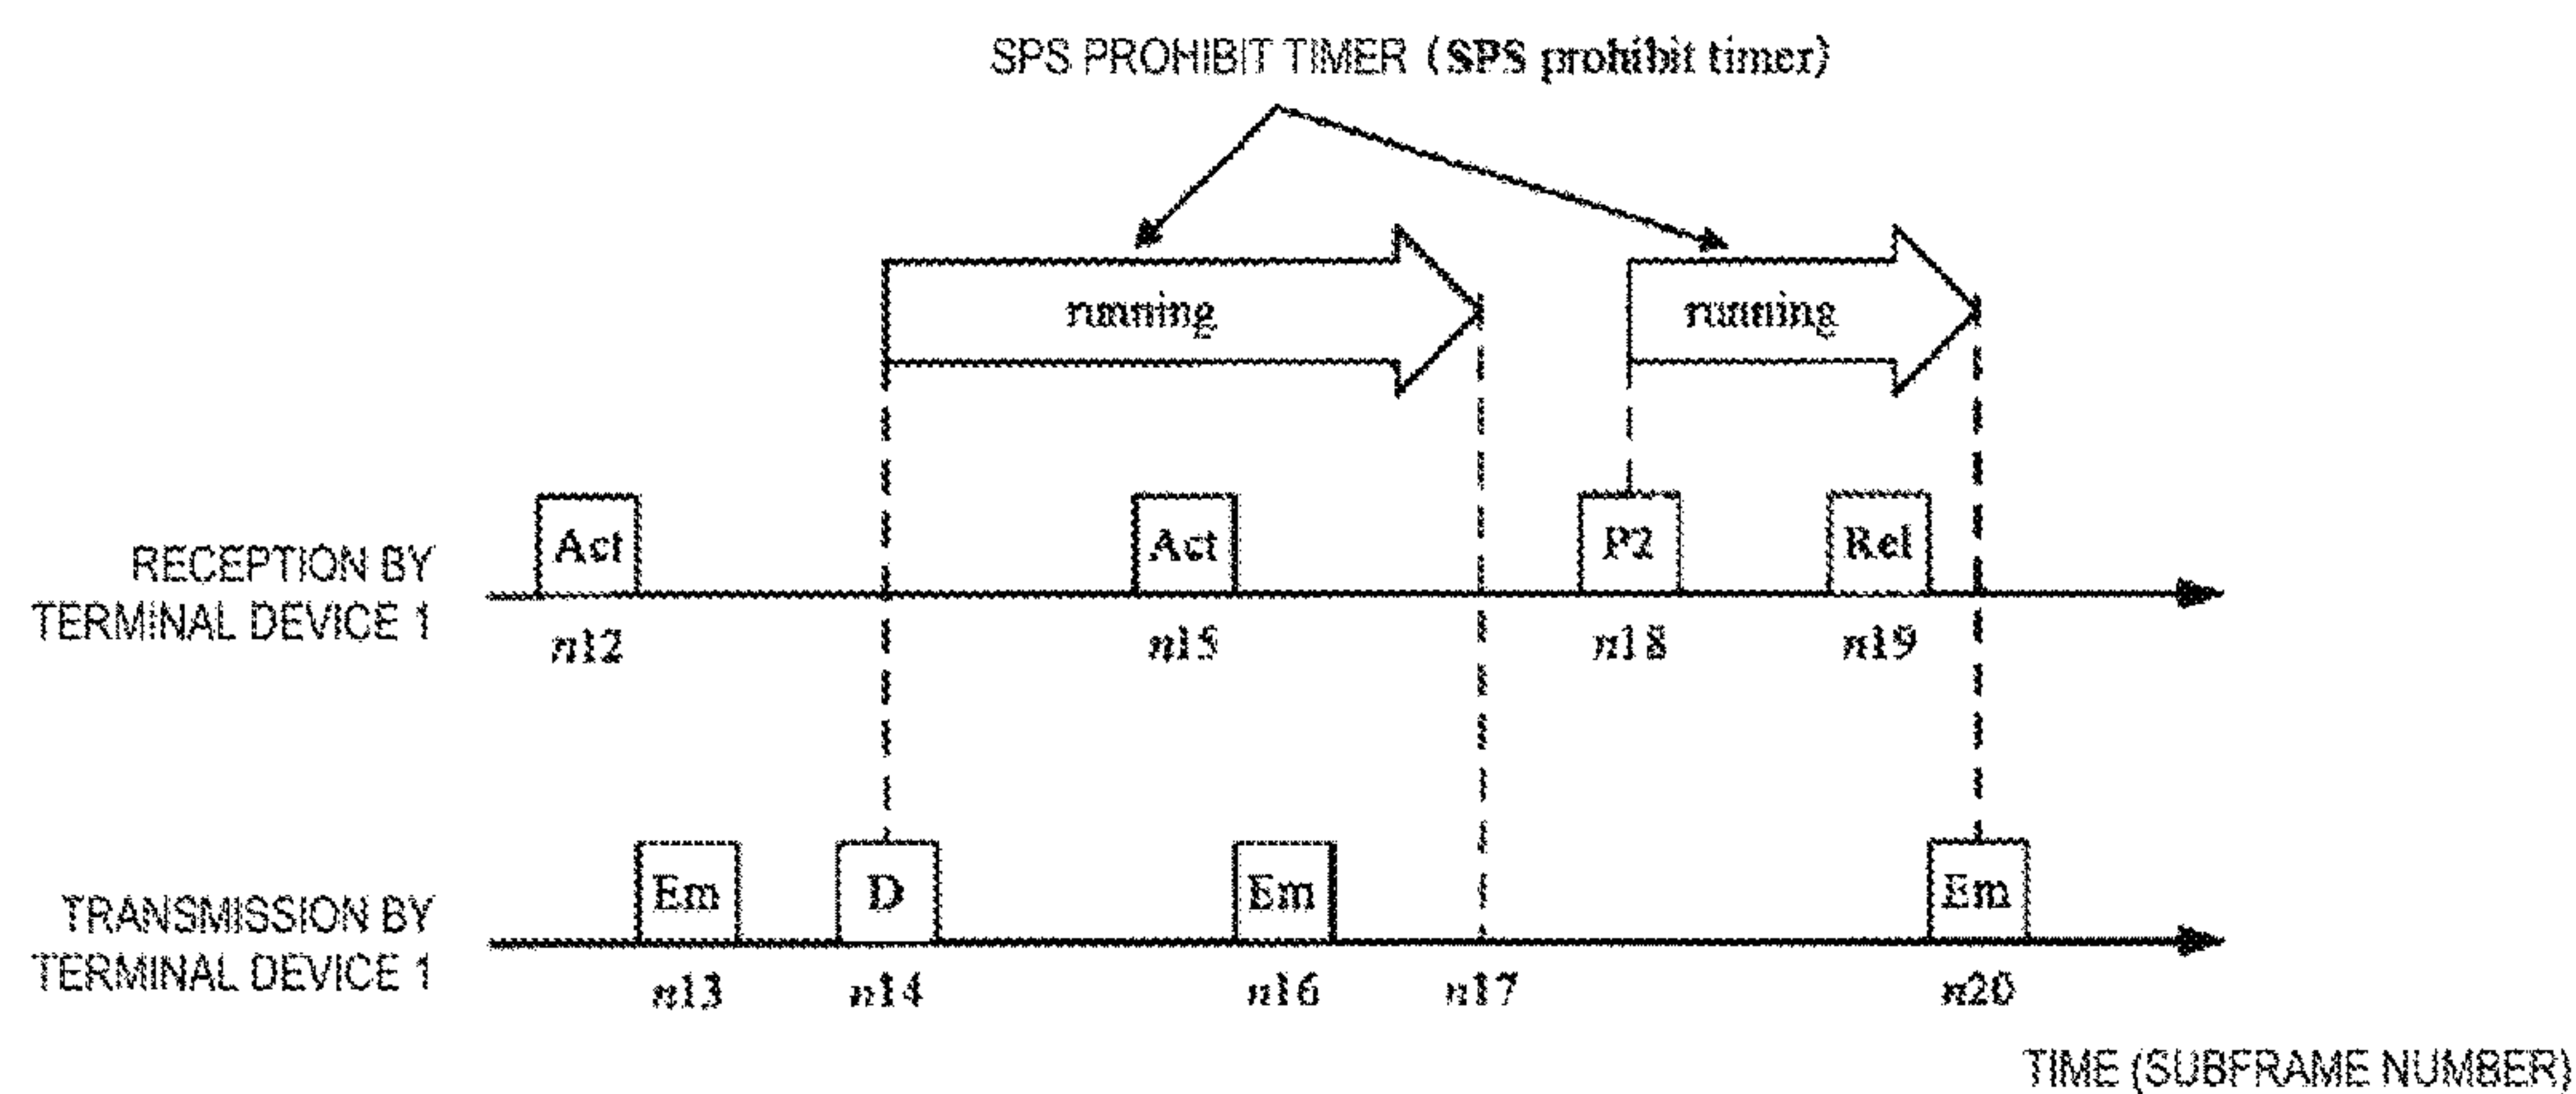 SPS PROHIBIT TIMER (SPS prohibit timer)
running running
Act Act P2 Rel
RECEPTION BY
TERMINAL DEVICE 1
n12 n15 n18 n19
Em D Em Em
TRANSMISSION BY
TERMINAL DEVICE 1
n13 n14 n16 n17 n20
TIME (SUBFRAME NUMBER)